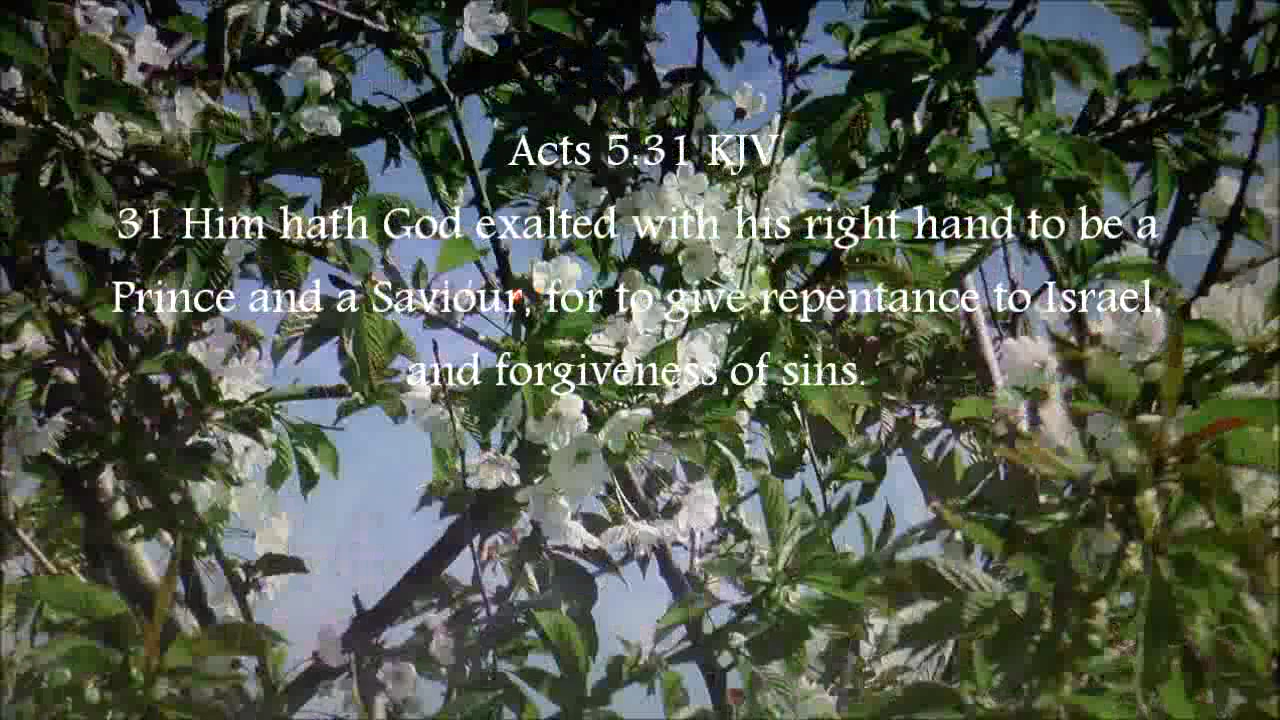 Acts 5:31 KJV
31 Him hath God exalted with his right hand to be a
Prince and a Saviour, for to give repentance to Israel,
and forgiveness of sins.